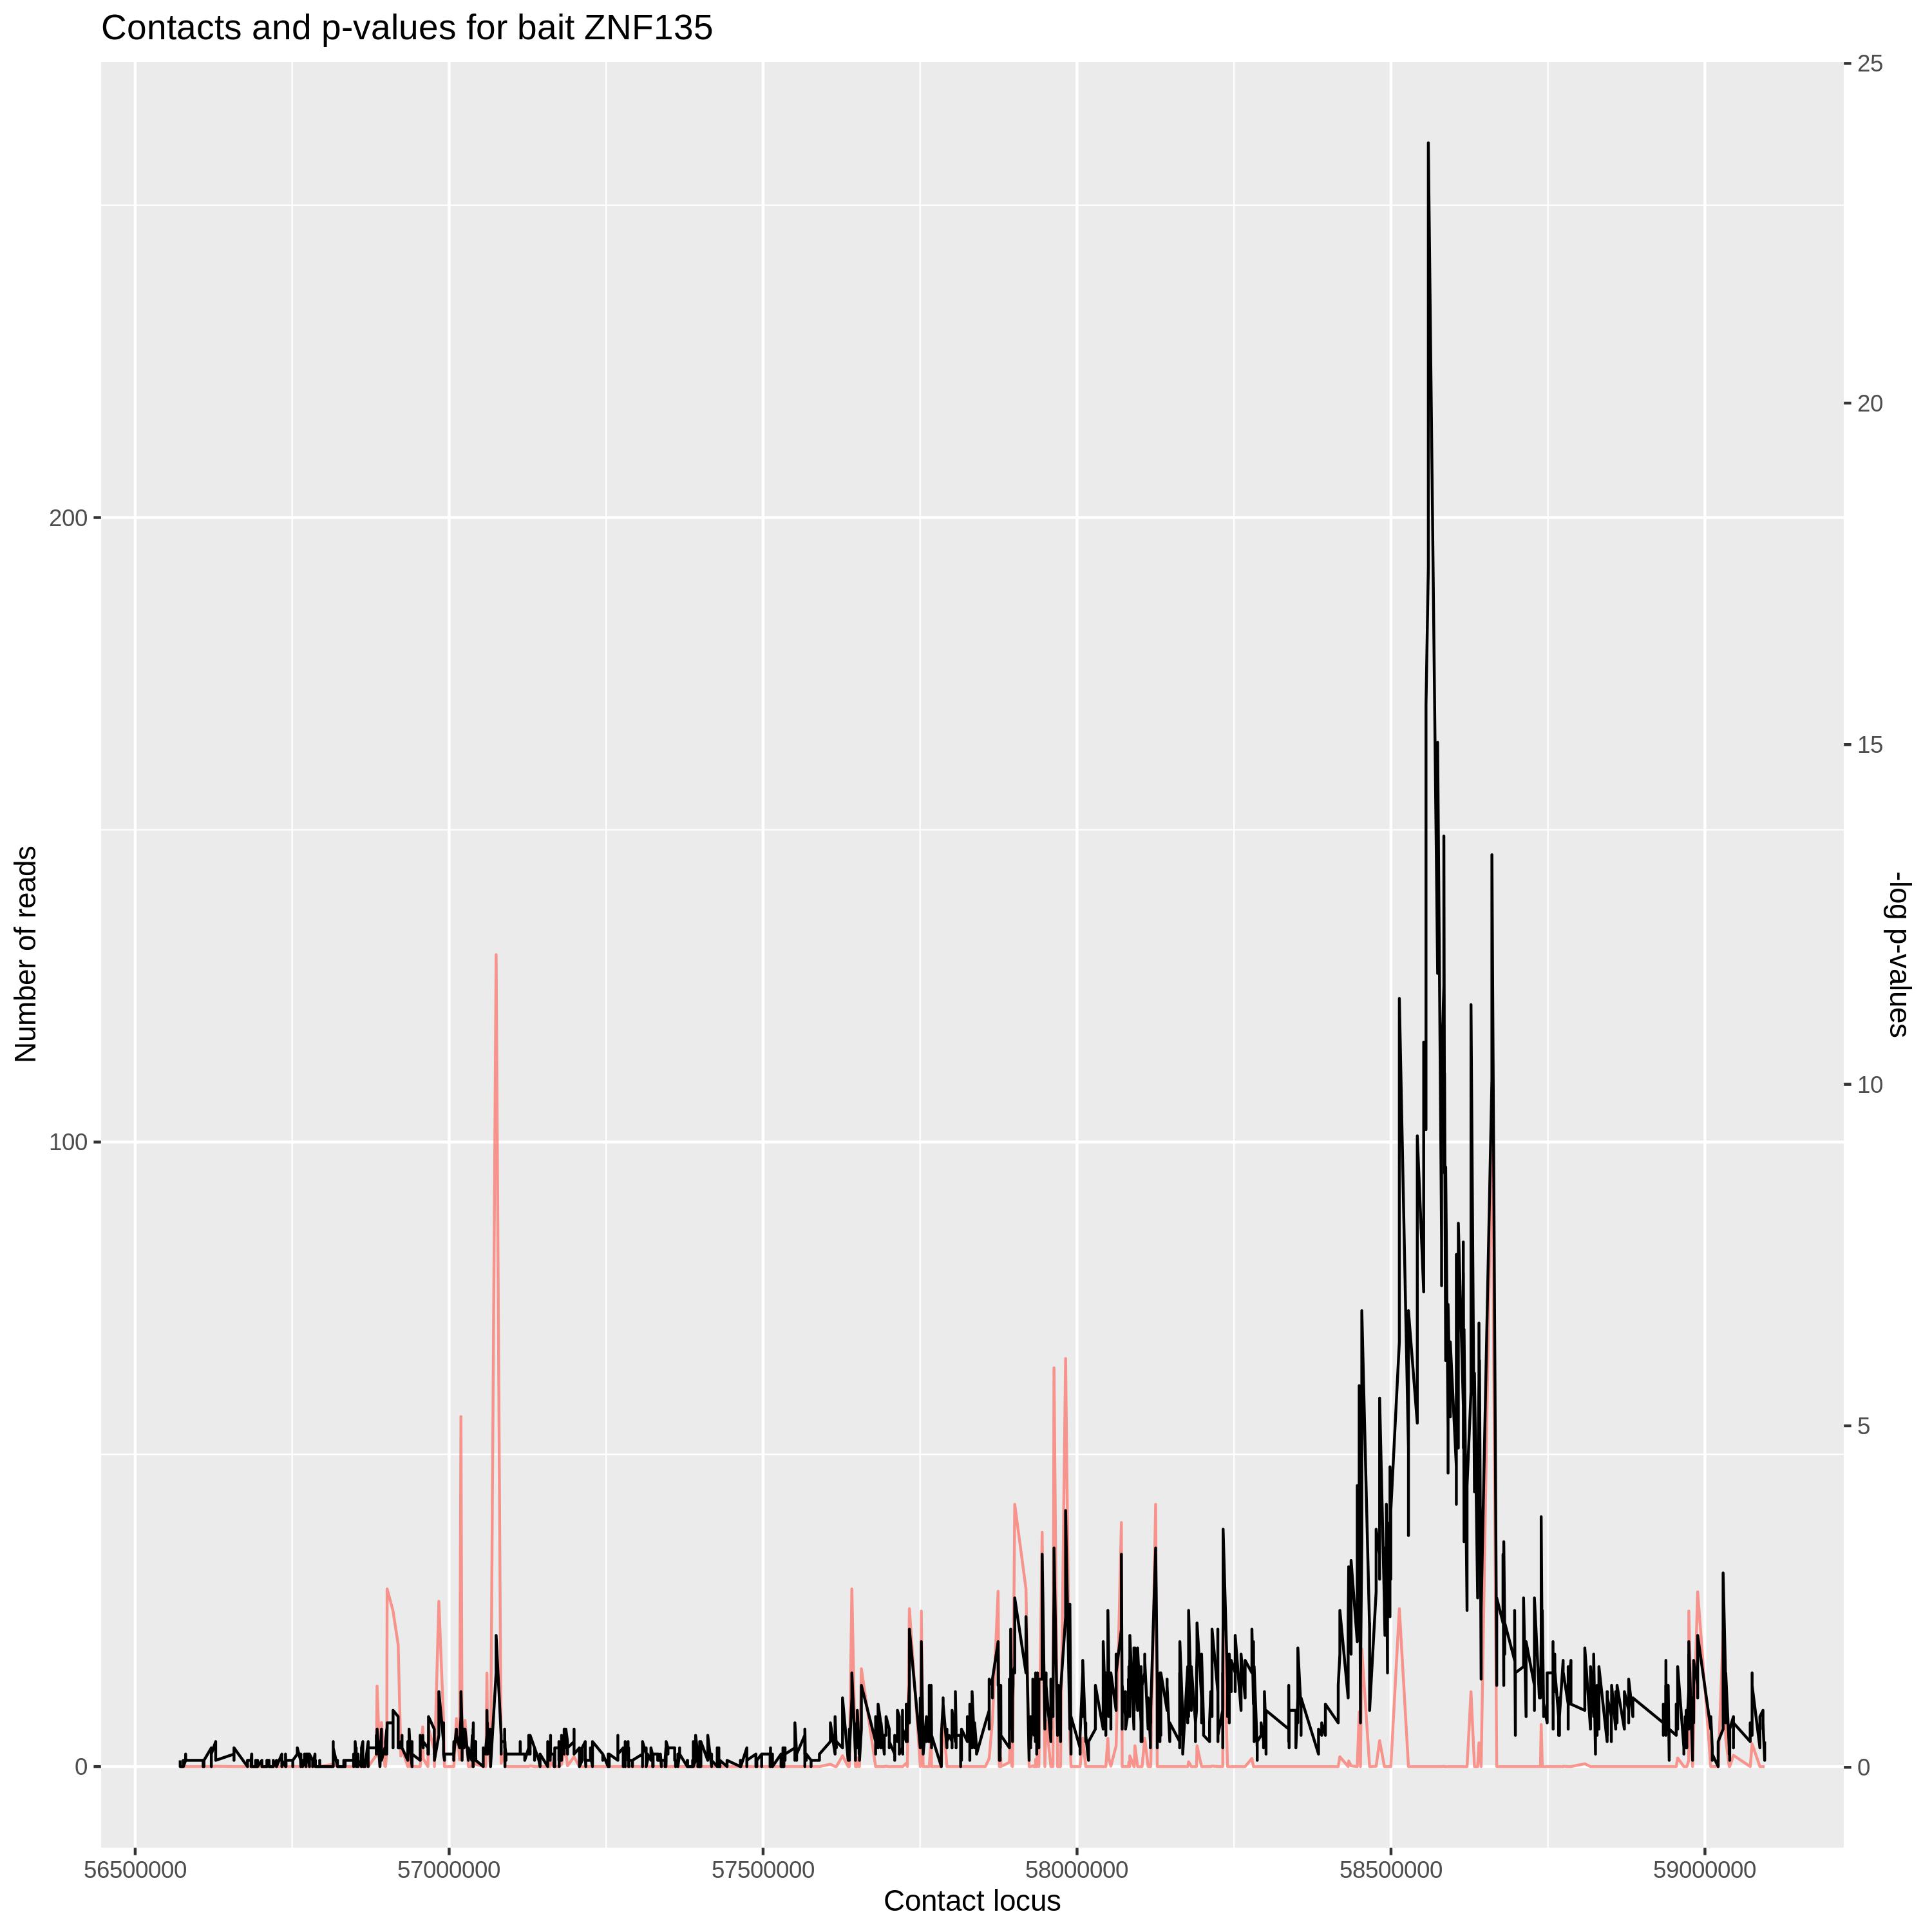 Contacts and p-values for bait ZNF135
25
20
15
10
5
0
200
100
0
Number of reads
-log p-values
56500000 57000000 57500000 58000000 58500000 59000000
Contact locus